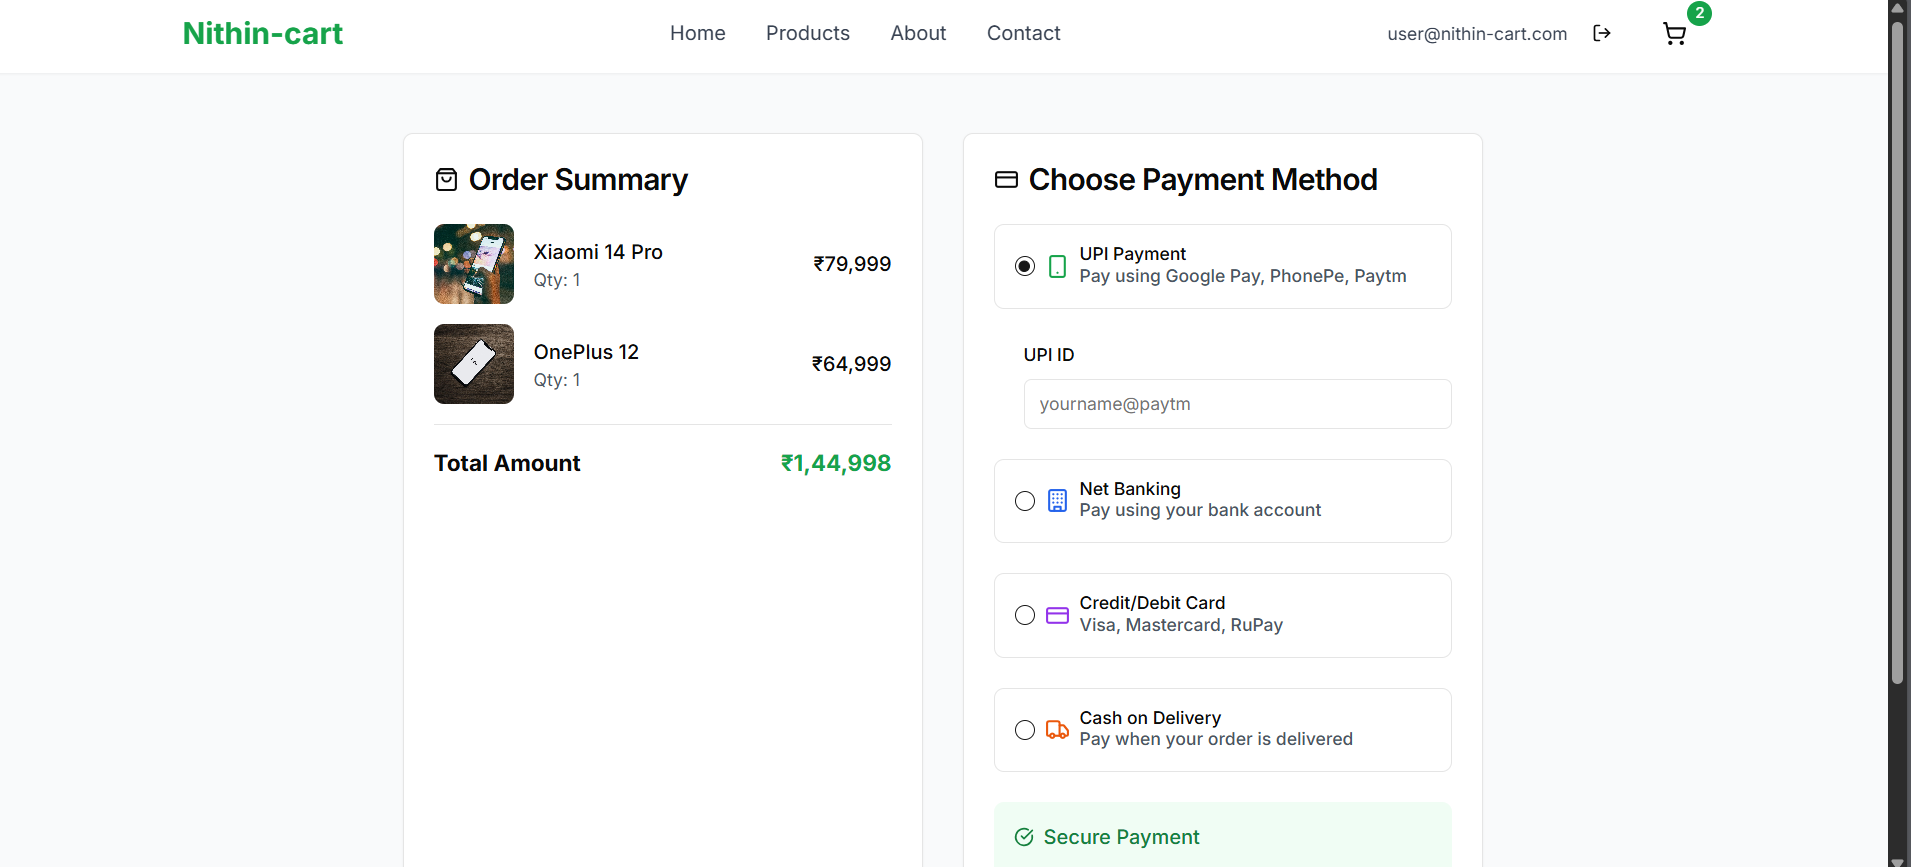 Nithin-cart
Home
Products
About
Contact
user@nithin-cart.com
2
Order Summary
Xiaomi 14 Pro
Qty: 1
₹79,999
OnePlus 12
Qty: 1
₹64,999
Total Amount
₹1,44,998
Choose Payment Method
UPI Payment
Pay using Google Pay, PhonePe, Paytm
UPI ID
yourname@paytm
Net Banking
Pay using your bank account
Credit/Debit Card
Visa, Mastercard, RuPay
Cash on Delivery
Pay when your order is delivered
Secure Payment